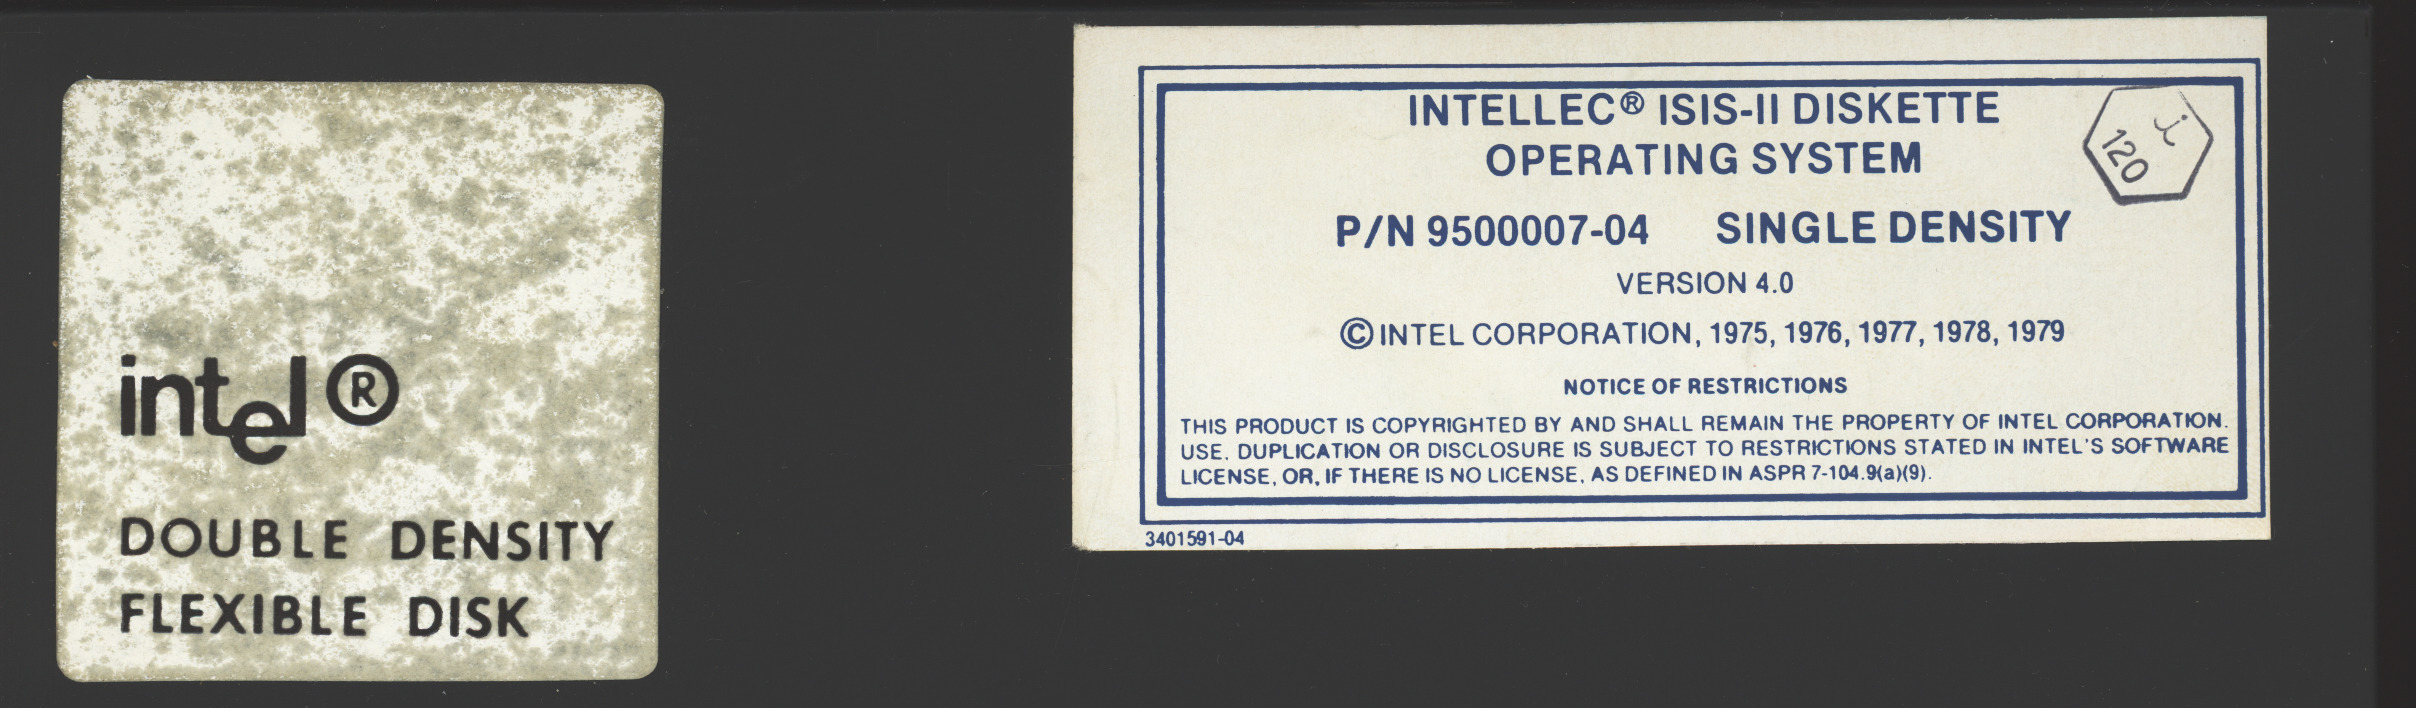 intel®
DOUBLE DENSITY
FLEXIBLE DISK
INTELLEC® ISIS-II DISKETTE
OPERATING SYSTEM
i
120
P/N 9500007-04 SINGLE DENSITY
VERSION 4.0
© INTEL CORPORATION, 1975, 1976, 1977, 1978, 1979
NOTICE OF RESTRICTIONS
THIS PRODUCT IS COPYRIGHTED BY AND SHALL REMAIN THE PROPERTY OF INTEL CORPORATION.
USE, DUPLICATION OR DISCLOSURE IS SUBJECT TO RESTRICTIONS STATED IN INTEL'S SOFTWARE
LICENSE, OR, IF THERE IS NO LICENSE, AS DEFINED IN ASPR 7-104.9(a)(9).
3401591-04